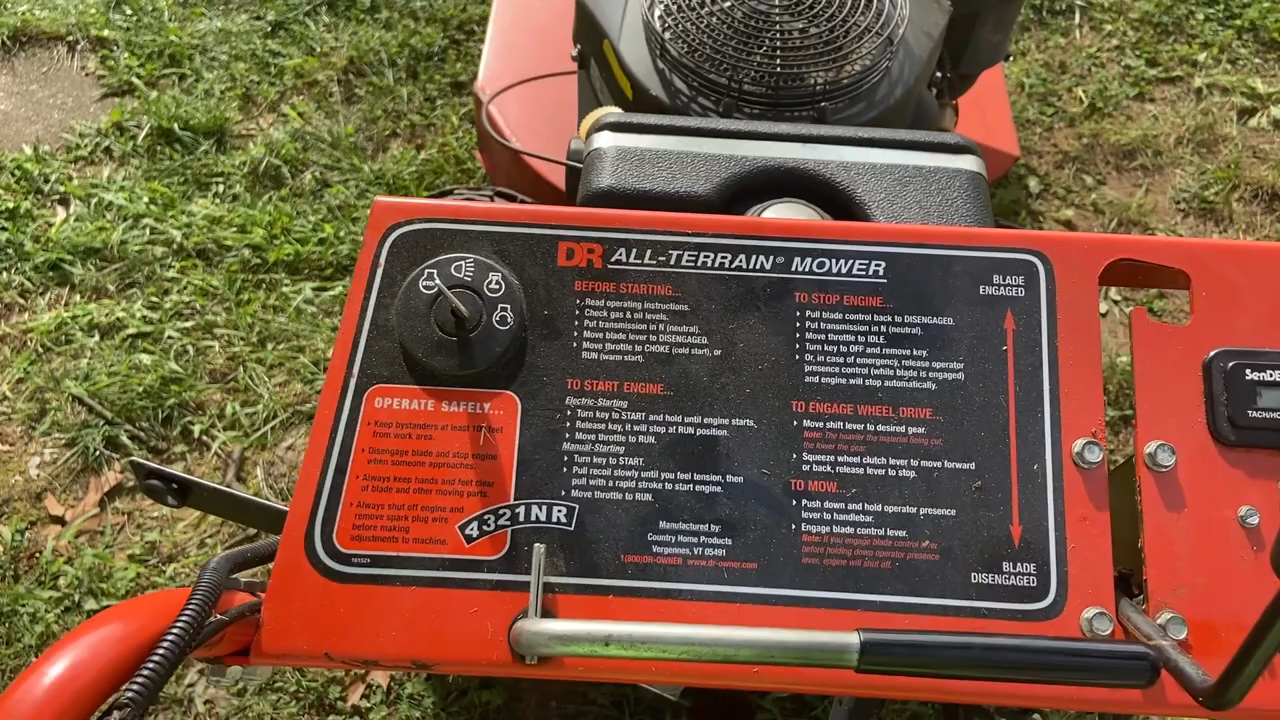 DR ALL-TERRAIN® MOWER
STOP
BEFORE STARTING...
Read operating instructions.
Check gas & oil levels.
Put transmission in N (neutral).
Move blade lever to DISENGAGED.
Move throttle to CHOKE (cold start), or
RUN (warm start).
TO START ENGINE...
Electric-Starting
Turn key to START and hold until engine starts.
Release key, it will stop at RUN position.
Move throttle to RUN.
Manual-Starting
Turn key to START.
Pull recoil slowly until you feel tension, then
pull with a rapid stroke to start engine.
Move throttle to RUN.
Manufactured by:
Country Home Products
Vergennes, VT 05491
1(800)DR-OWNER www.dr-owner.com
OPERATE SAFELY...
Keep bystanders at least 100 feet
from work area.
Disengage blade and stop engine
when someone approaches.
Always keep hands and feet clear
of blade and other moving parts.
Always shut off engine and
remove spark plug wire
before making
adjustments to machine.
4321NR
TO STOP ENGINE...
Pull blade control back to DISENGAGED.
Put transmission in N (neutral).
Move throttle to IDLE.
Turn key to OFF and remove key.
Or, in case of emergency, release operator
presence control (while blade is engaged)
and engine will stop automatically.
TO ENGAGE WHEEL DRIVE...
Move shift lever to desired gear.
Note: The heavier the material being cut,
the lower the gear.
Squeeze wheel clutch lever to move forward
or back, release lever to stop.
TO MOW...
Push down and hold operator presence
lever to handlebar.
Engage blade control lever.
Note: If you engage blade control lever
before holding down operator presence
lever, engine will shut off.
BLADE
ENGAGED
BLADE
DISENGAGED
SenDE
TACH/H